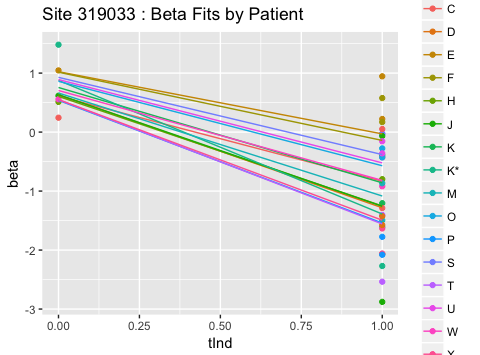 Site 319033 : Beta Fits by Patient
beta
1
0
-1
-2
-3
0.00 0.25 0.50 0.75 1.00
tInd
C
D
E
F
H
J
K
K*
M
O
P
S
T
U
W